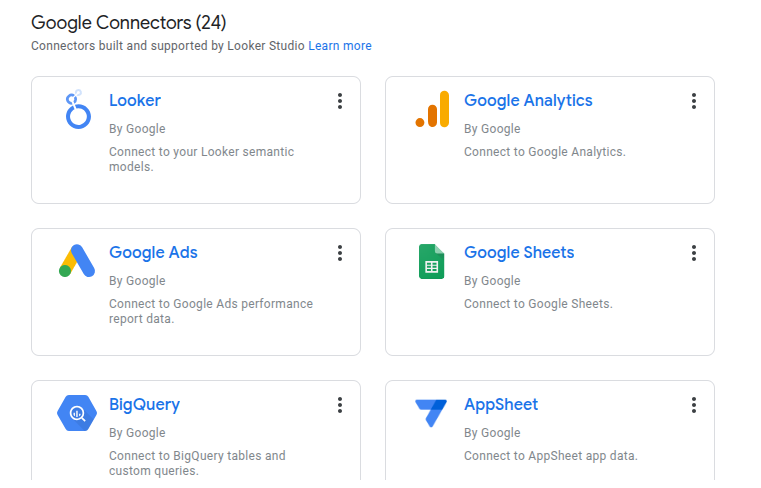 Google Connectors (24)
Connectors built and supported by Looker Studio Learn more
Looker
By Google
Connect to your Looker semantic
models.
Google Analytics
By Google
Connect to Google Analytics.
Google Ads
By Google
Connect to Google Ads performance
report data.
Google Sheets
By Google
Connect to Google Sheets.
BigQuery
By Google
Connect to BigQuery tables and
custom queries.
AppSheet
By Google
Connect to AppSheet app data.